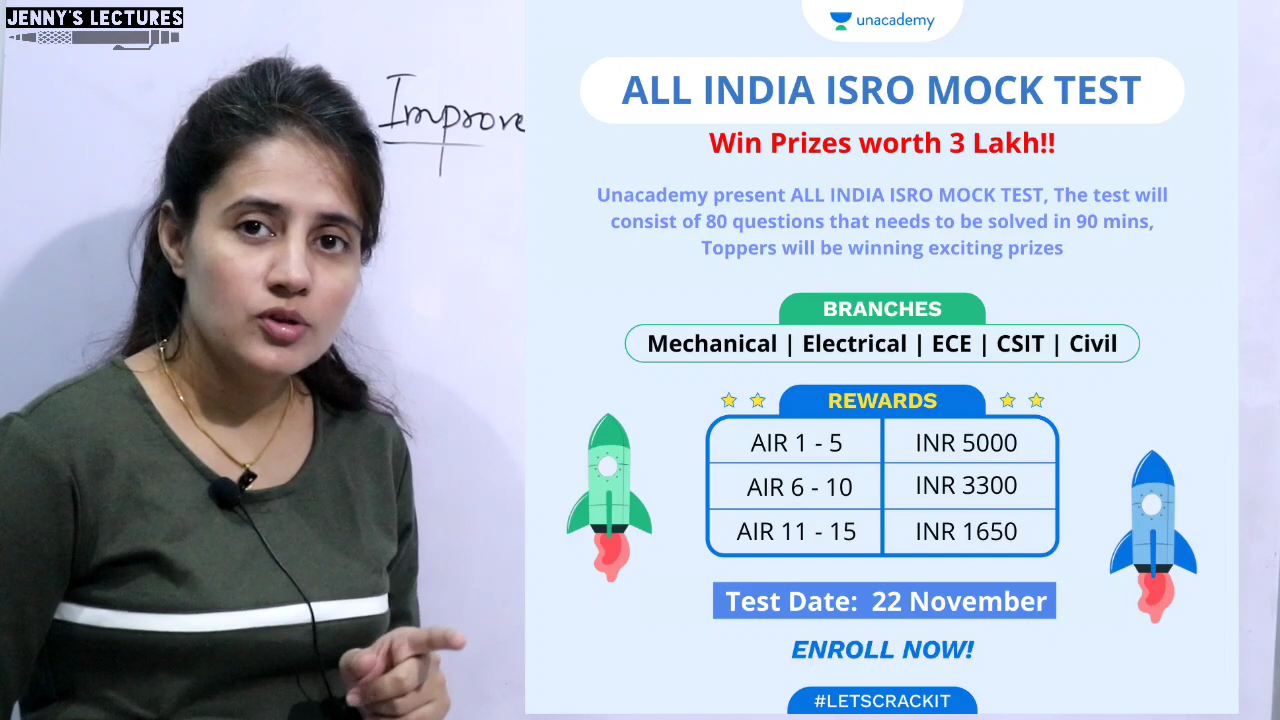 JENNY'S LECTURES
Improve
unacademy
ALL INDIA ISRO MOCK TEST
Win Prizes worth 3 Lakh!!
Unacademy present ALL INDIA ISRO MOCK TEST, The test will
consist of 80 questions that needs to be solved in 90 mins,
Toppers will be winning exciting prizes
BRANCHES
Mechanical | Electrical | ECE | CSIT | Civil
REWARDS
AIR 1 - 5 INR 5000
AIR 6 - 10 INR 3300
AIR 11 - 15 INR 1650
Test Date: 22 November
ENROLL NOW!
#LETSCRACKIT